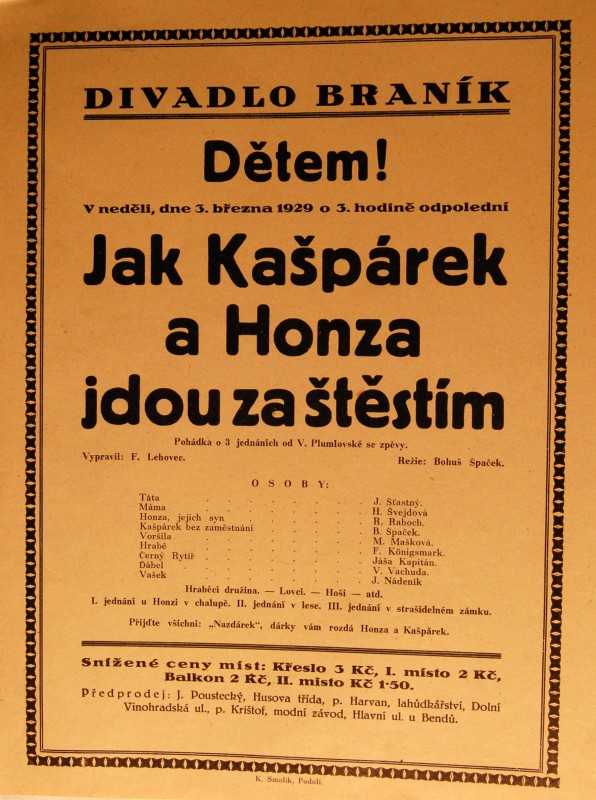 DIVADLO BRANÍK
Dětem!
V neděli, dne 3. března 1929 o 3. hodině odpolední
Jak Kašpárek
a Honza
jdou za štěstím
Pohádka o 3 jednáních od V. Plumlovské se zpěvy.
Vypravil: F. Lehovec. Režie: Bohuš Špaček.
OSOBY:
Táta . . . . . . . . . J. Šťastný.
Máma . . . . . . . . . H. Švejdová
Honza, jejich syn . . . . . . R. Raboch.
Kašpárek bez zaměstnání . . . . . B. Špaček.
Voršila . . . . . . . . . M. Mašková.
Hrabě . . . . . . . . . F. Königsmark.
Černý Rytíř . . . . . . . . Jáša Kapitán.
Ďábel . . . . . . . . . V. Vachuda.
Vašek . . . . . . . . . J. Nádeník
Hraběcí družina. — Lovci. — Hoši — atd.
I. jednání u Honzi v chalupě. II. jednání v lese. III. jednání v strašidelném zámku.
Přijďte všichni: „Nazdárek", dárky vám rozdá Honza a Kašpárek.
Snížené ceny míst: Křeslo 3 Kč, I. místo 2 Kč,
Balkon 2 Kč, II. misto Kč 1·50.
Předprodej: J. Poustecký, Husova třída, p. Harvan, lahůdkářství, Dolní
Vinohradská ul., p. Krištof, modní závod, Hlavní ul. u Bendů.
K. Smolík, Podolí.